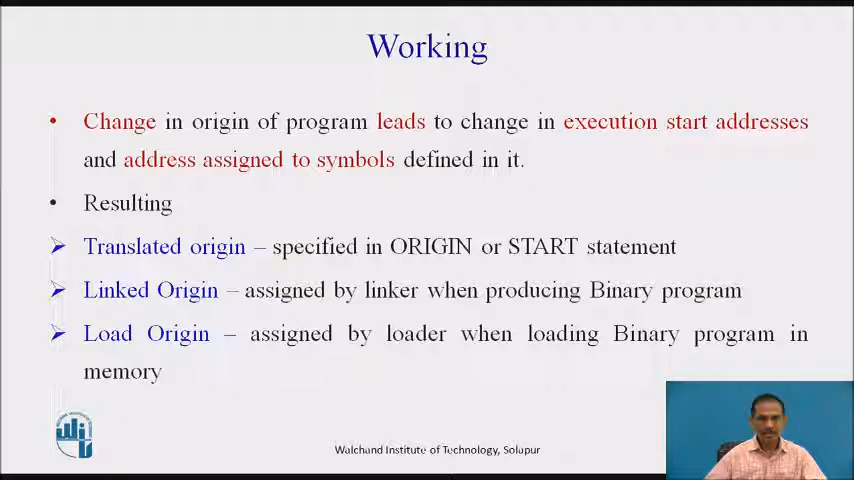 Working
• Change in origin of program leads to change in execution start addresses
and address assigned to symbols defined in it.
• Resulting
➢ Translated origin – specified in ORIGIN or START statement
➢ Linked Origin – assigned by linker when producing Binary program
➢ Load Origin – assigned by loader when loading Binary program in
memory
Walchand Institute of Technology, Solapur